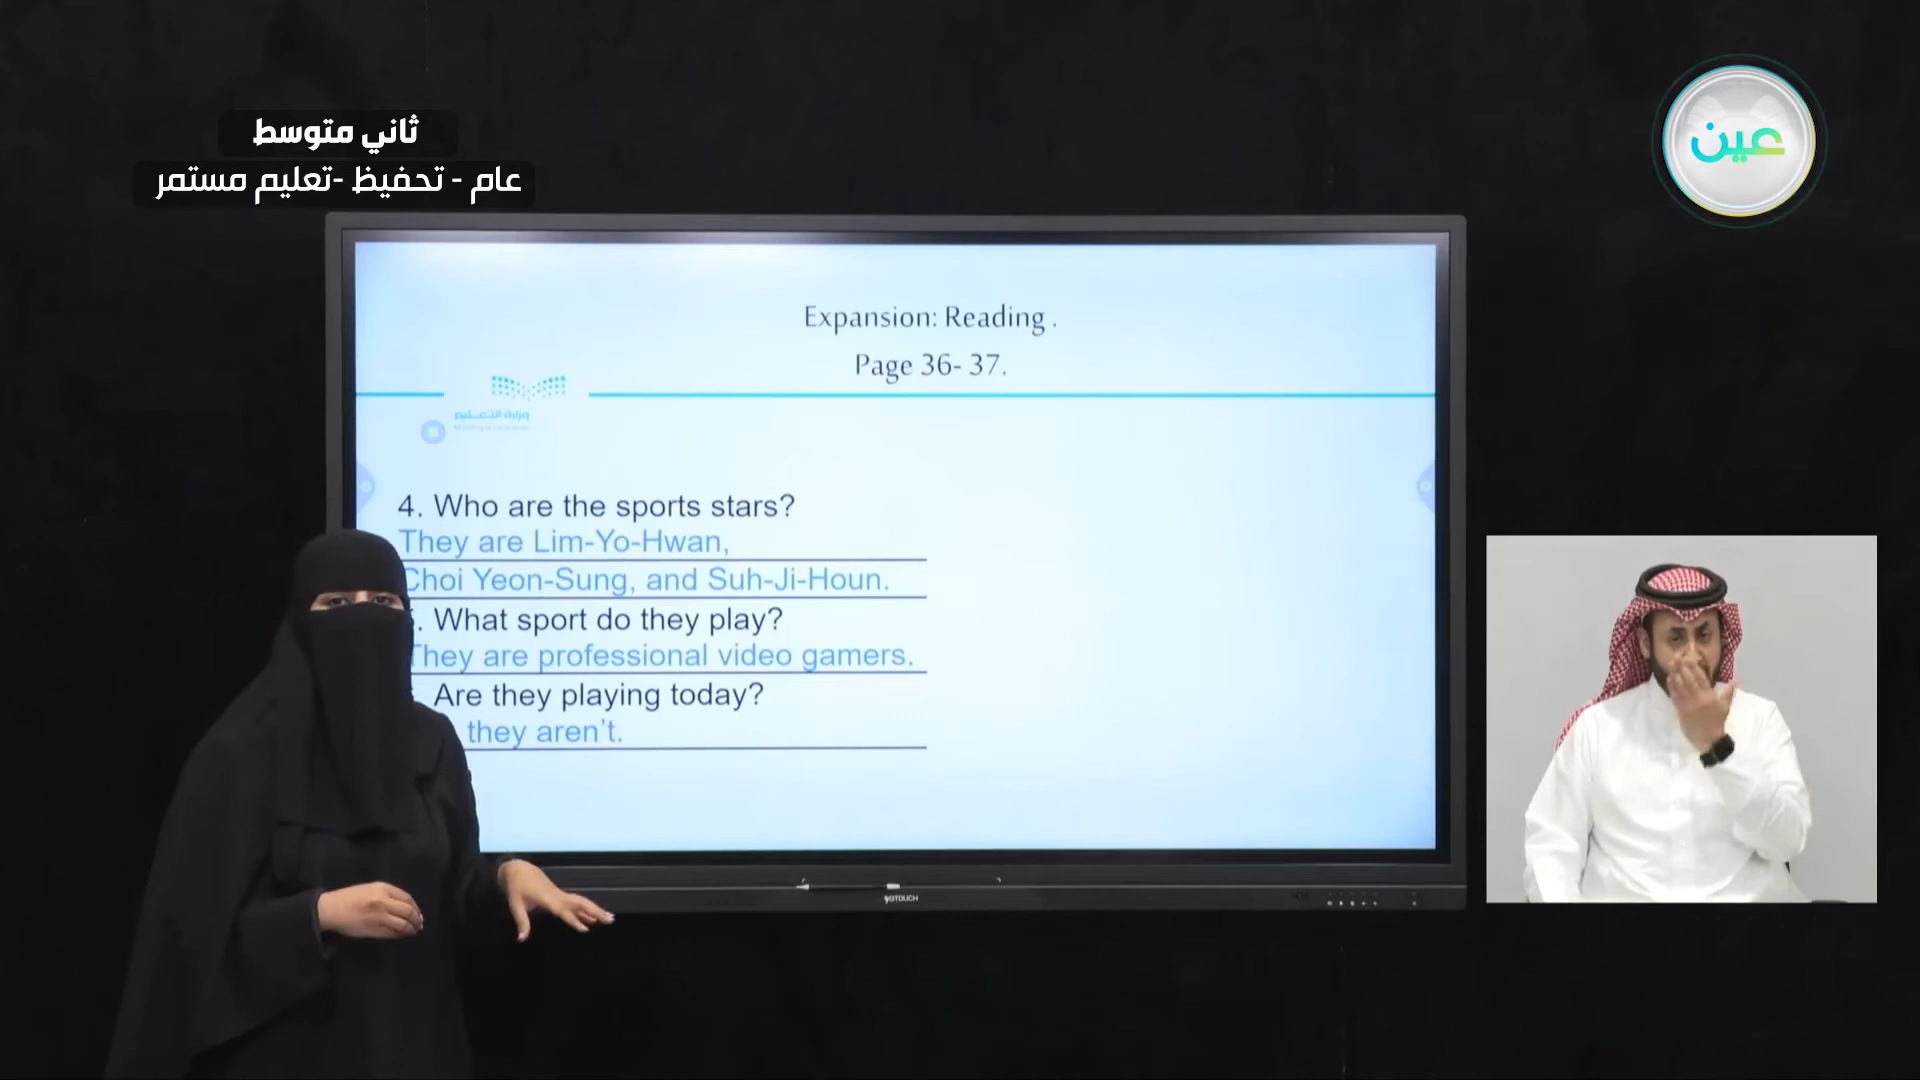 ثاني متوسط
عام - تحفيظ -تعليم مستمر
عين
Expansion: Reading .
Page 36- 37.
وزارة التعليم
4. Who are the sports stars?
They are Lim-Yo-Hwan,
Choi Yeon-Sung, and Suh-Ji-Houn.
. What sport do they play?
They are professional video gamers.
Are they playing today?
they aren't.